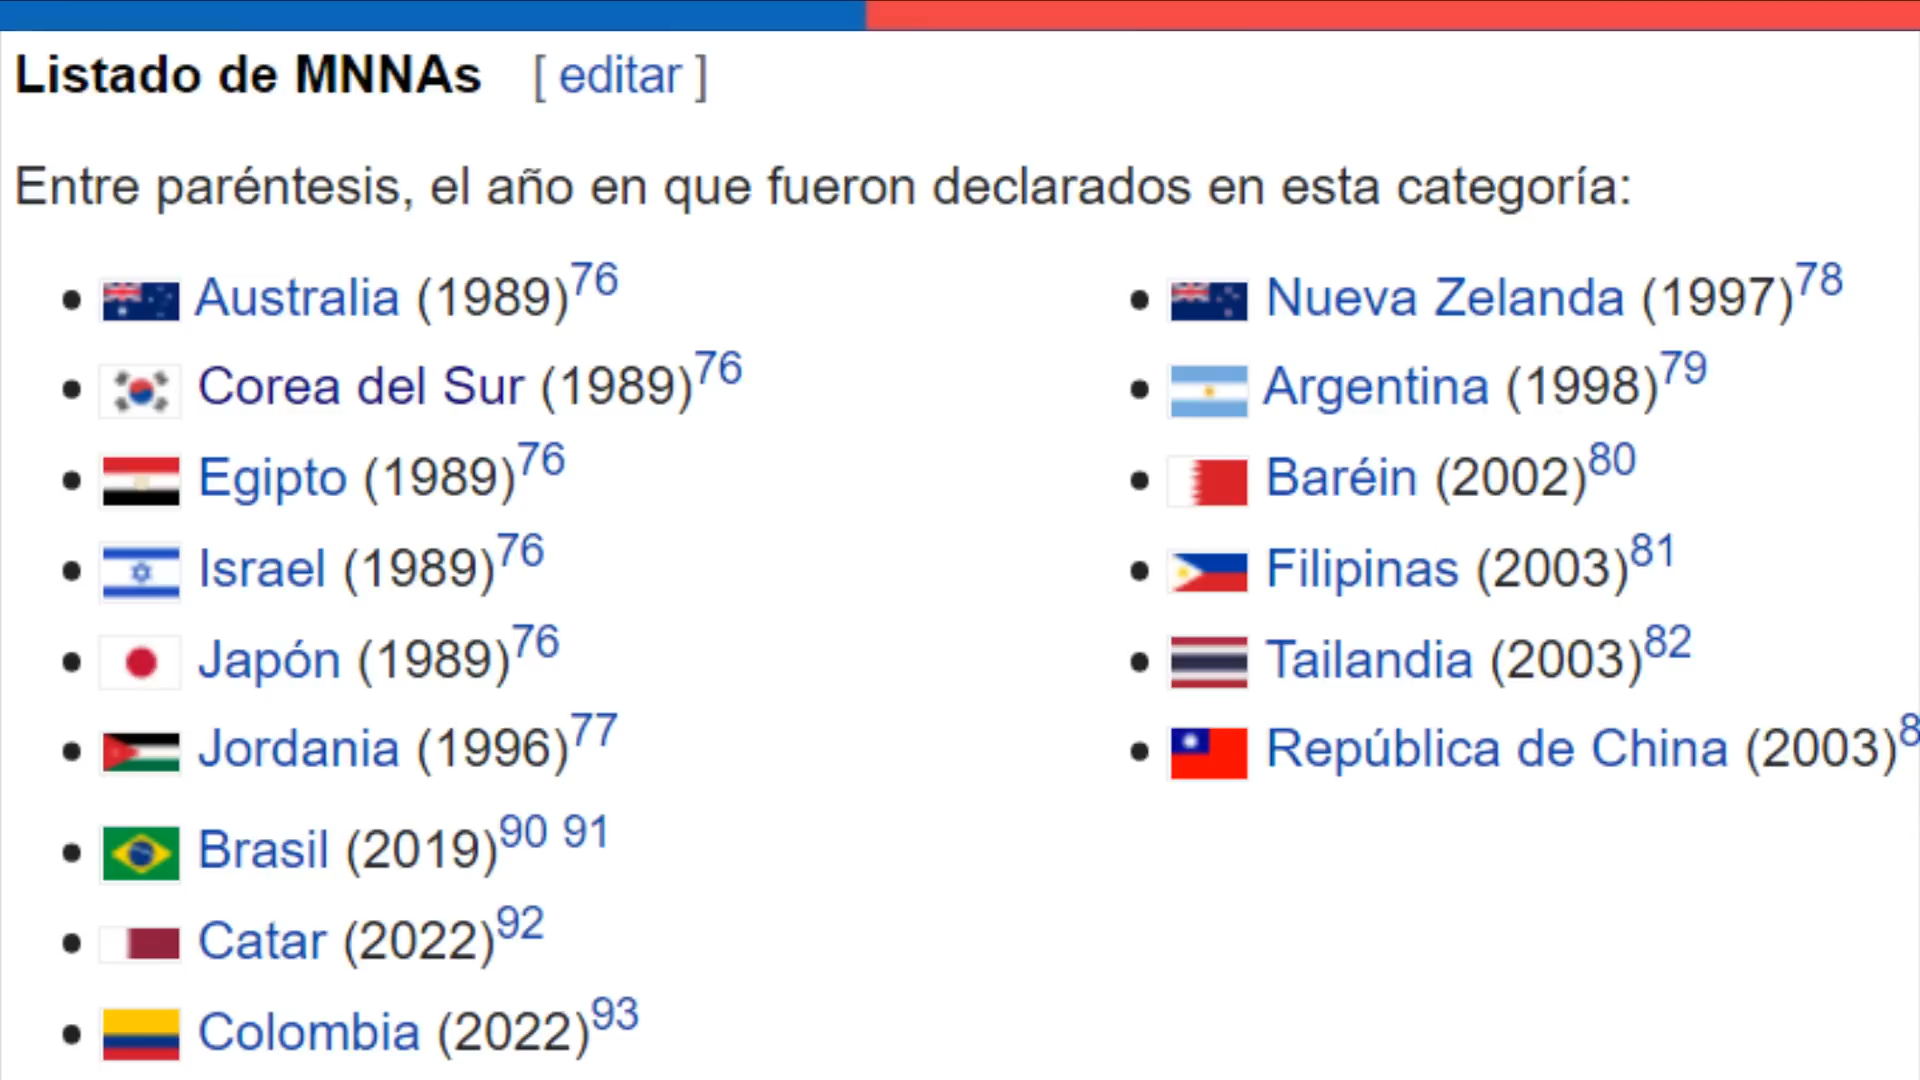 Listado de MNNAs [ editar ]
Entre paréntesis, el año en que fueron declarados en esta categoría:
Australia (1989)76
Corea del Sur (1989)76
Egipto (1989)76
Israel (1989)76
Japón (1989)76
Jordania (1996)77
Brasil (2019)90 91
Catar (2022)92
Colombia (2022)93
Nueva Zelanda (1997)78
Argentina (1998)79
Baréin (2002)80
Filipinas (2003)81
Tailandia (2003)82
República de China (2003)8